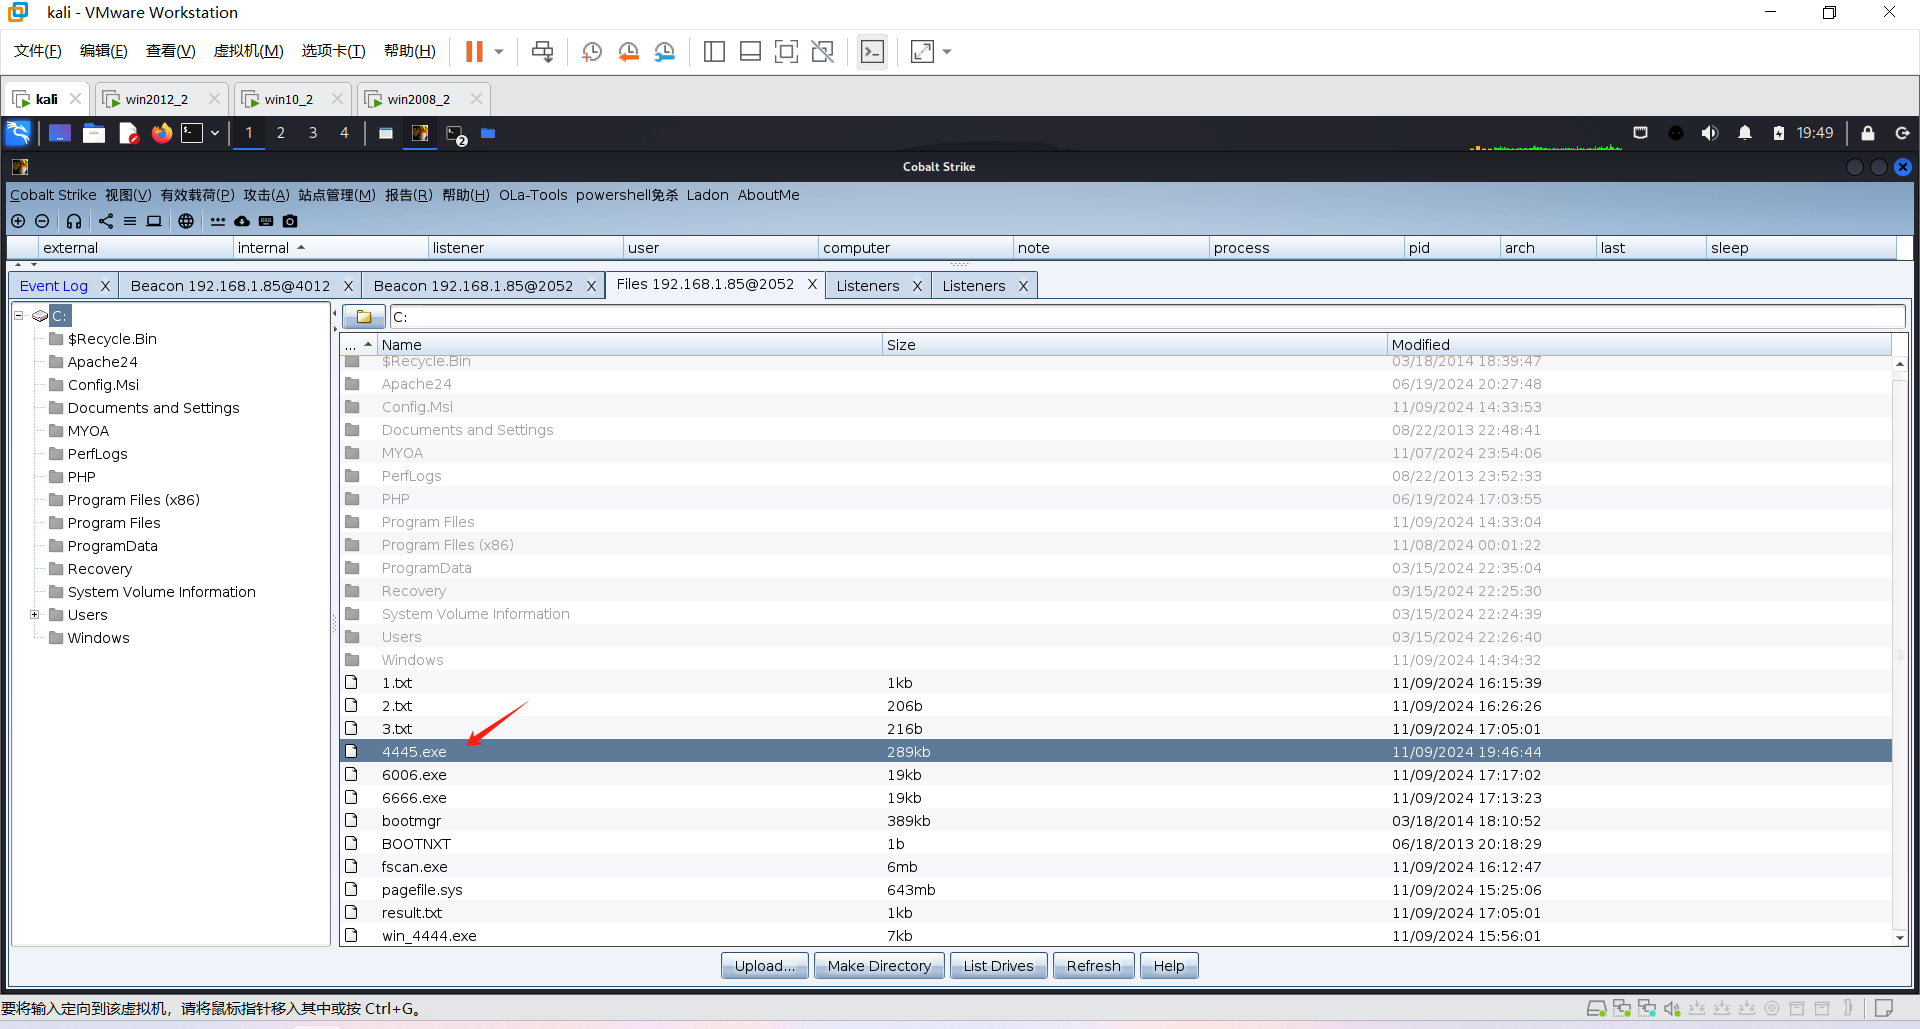 kali - VMware Workstation
文件(F) 编辑(E) 查看(V) 虚拟机(M) 选项卡(T) 帮助(H)
kali win2012_2 win10_2 win2008_2
1 2 3 4 2 19:49
Cobalt Strike
Cobalt Strike 视图(V) 有效载荷(P) 攻击(A) 站点管理(M) 报告(R) 帮助(H) OLa-Tools powershell免杀 Ladon AboutMe
external internal listener user computer note process pid arch last sleep
Event Log X Beacon 192.168.1.85@4012 X Beacon 192.168.1.85@2052 X Files 192.168.1.85@2052 X Listeners X Listeners X
C:
$Recycle.Bin
Apache24
Config.Msi
Documents and Settings
MYOA
PerfLogs
PHP
Program Files (x86)
Program Files
ProgramData
Recovery
System Volume Information
Users
Windows
C:
... Name Size Modified
$Recycle.Bin 03/18/2014 18:39:47
Apache24 06/19/2024 20:27:48
Config.Msi 11/09/2024 14:33:53
Documents and Settings 08/22/2013 22:48:41
MYOA 11/07/2024 23:54:06
PerfLogs 08/22/2013 23:52:33
PHP 06/19/2024 17:03:55
Program Files 11/09/2024 14:33:04
Program Files (x86) 11/08/2024 00:01:22
ProgramData 03/15/2024 22:35:04
Recovery 03/15/2024 22:25:30
System Volume Information 03/15/2024 22:24:39
Users 03/15/2024 22:26:40
Windows 11/09/2024 14:34:32
1.txt 1kb 11/09/2024 16:15:39
2.txt 206b 11/09/2024 16:26:26
3.txt 216b 11/09/2024 17:05:01
4445.exe 289kb 11/09/2024 19:46:44
6006.exe 19kb 11/09/2024 17:17:02
6666.exe 19kb 11/09/2024 17:13:23
bootmgr 389kb 03/18/2014 18:10:52
BOOTNXT 1b 06/18/2013 20:18:29
fscan.exe 6mb 11/09/2024 16:12:47
pagefile.sys 643mb 11/09/2024 15:25:06
result.txt 1kb 11/09/2024 17:05:01
win_4444.exe 7kb 11/09/2024 15:56:01
Upload... Make Directory List Drives Refresh Help
要将输入定向到该虚拟机，请将鼠标指针移入其中或按 Ctrl+G。